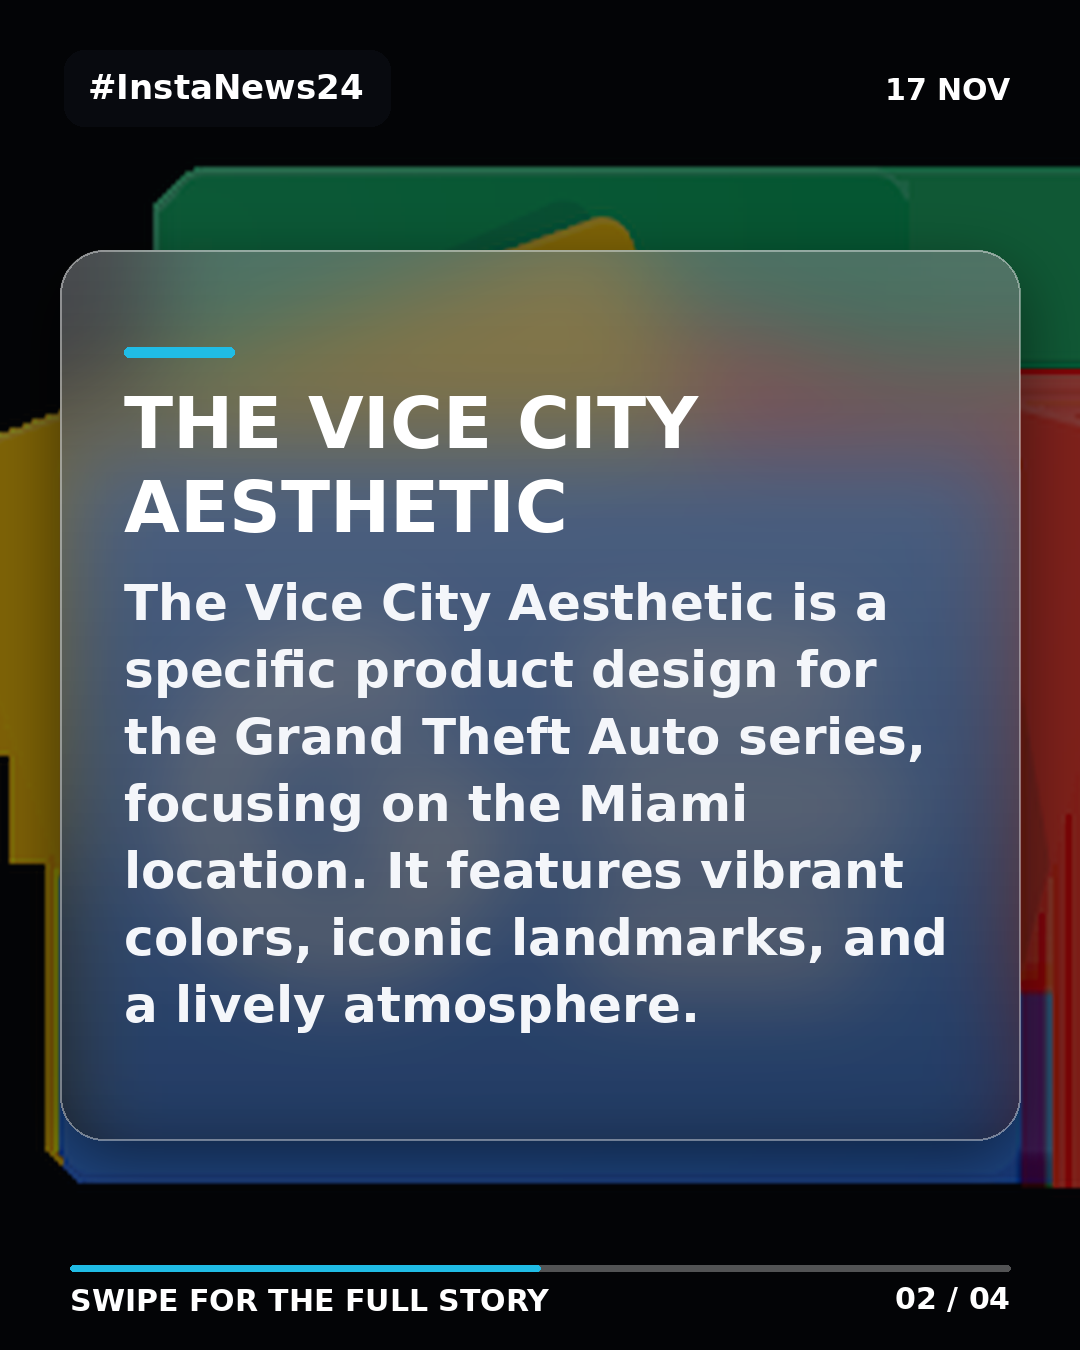 #InstaNews24
17 NOV
THE VICE CITY
AESTHETIC
The Vice City Aesthetic is a
specific product design for
the Grand Theft Auto series,
focusing on the Miami
location. It features vibrant
colors, iconic landmarks, and
a lively atmosphere.
SWIPE FOR THE FULL STORY
02 / 04